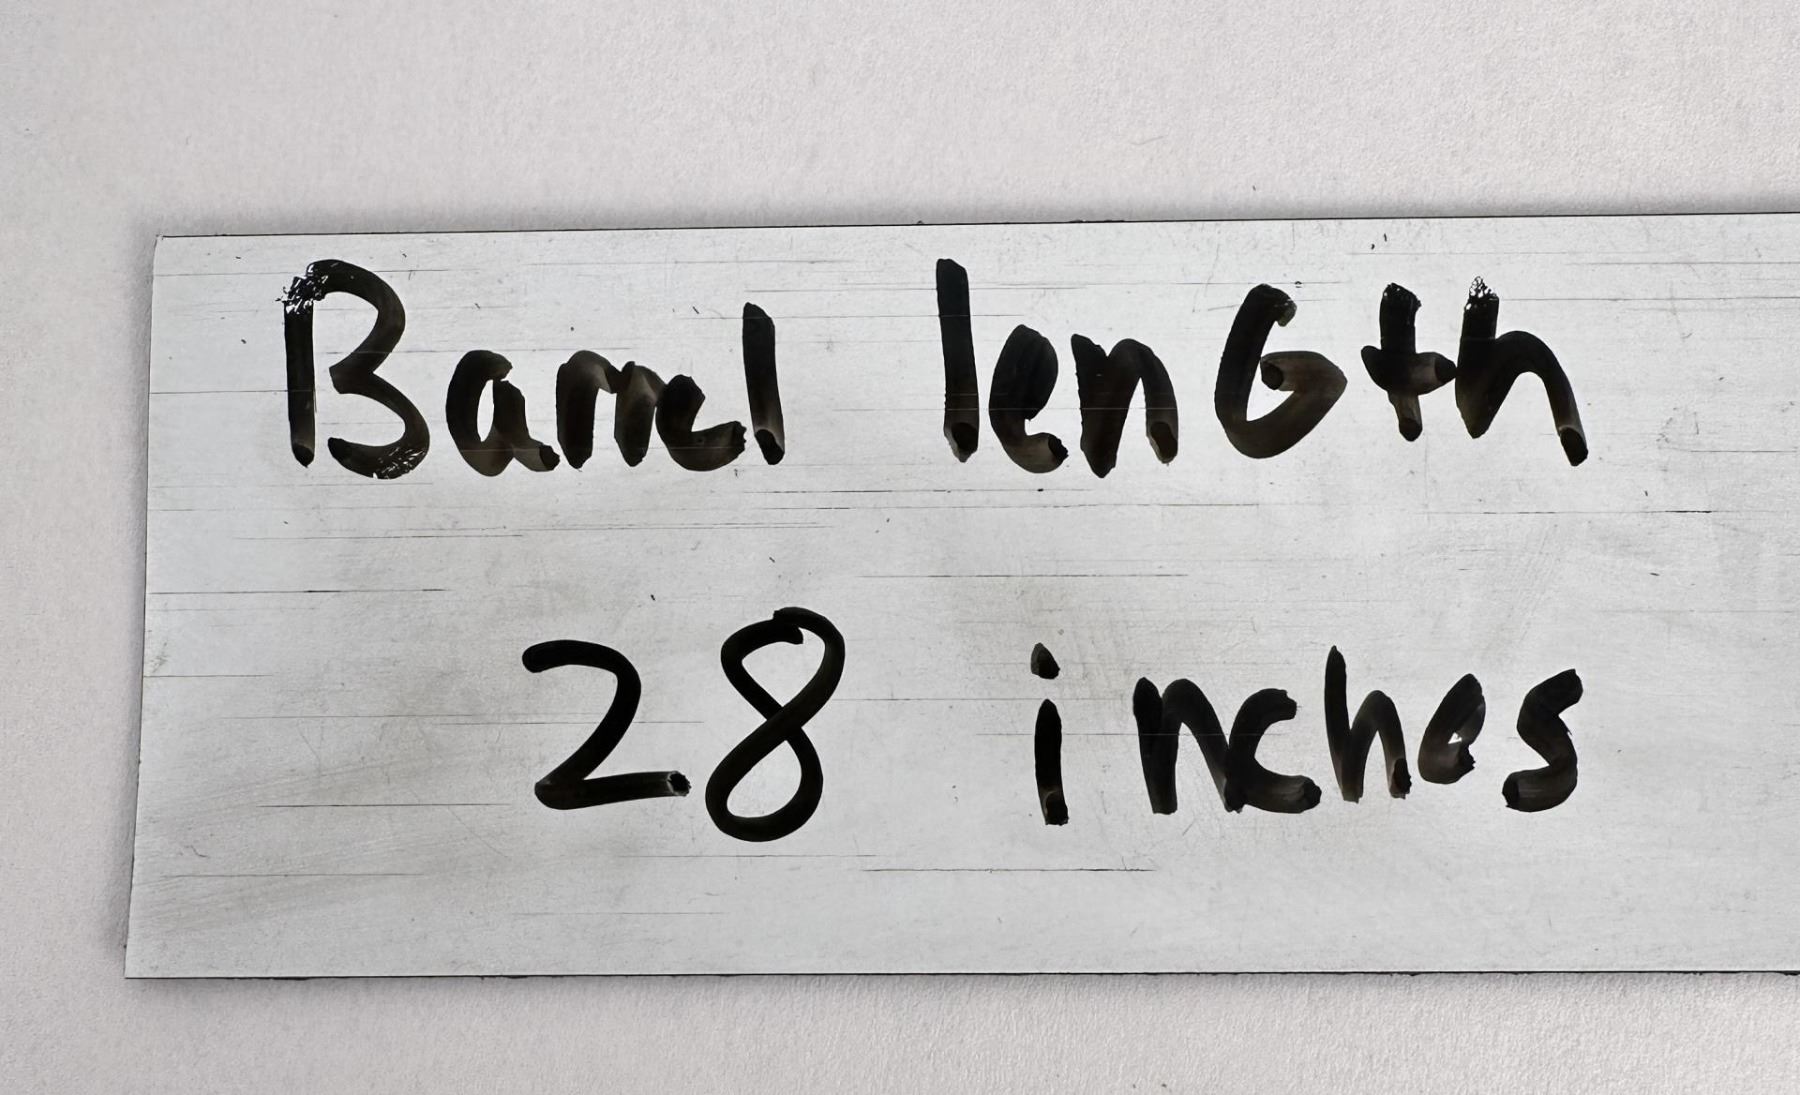 Barrel lenGth
28 inches